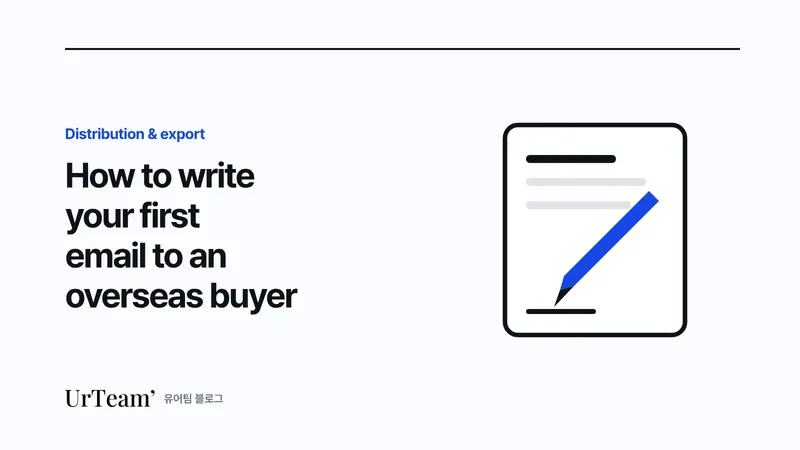 Distribution & export
How to write
your first
email to an
overseas buyer
UrTeam’ 유어팀 블로그